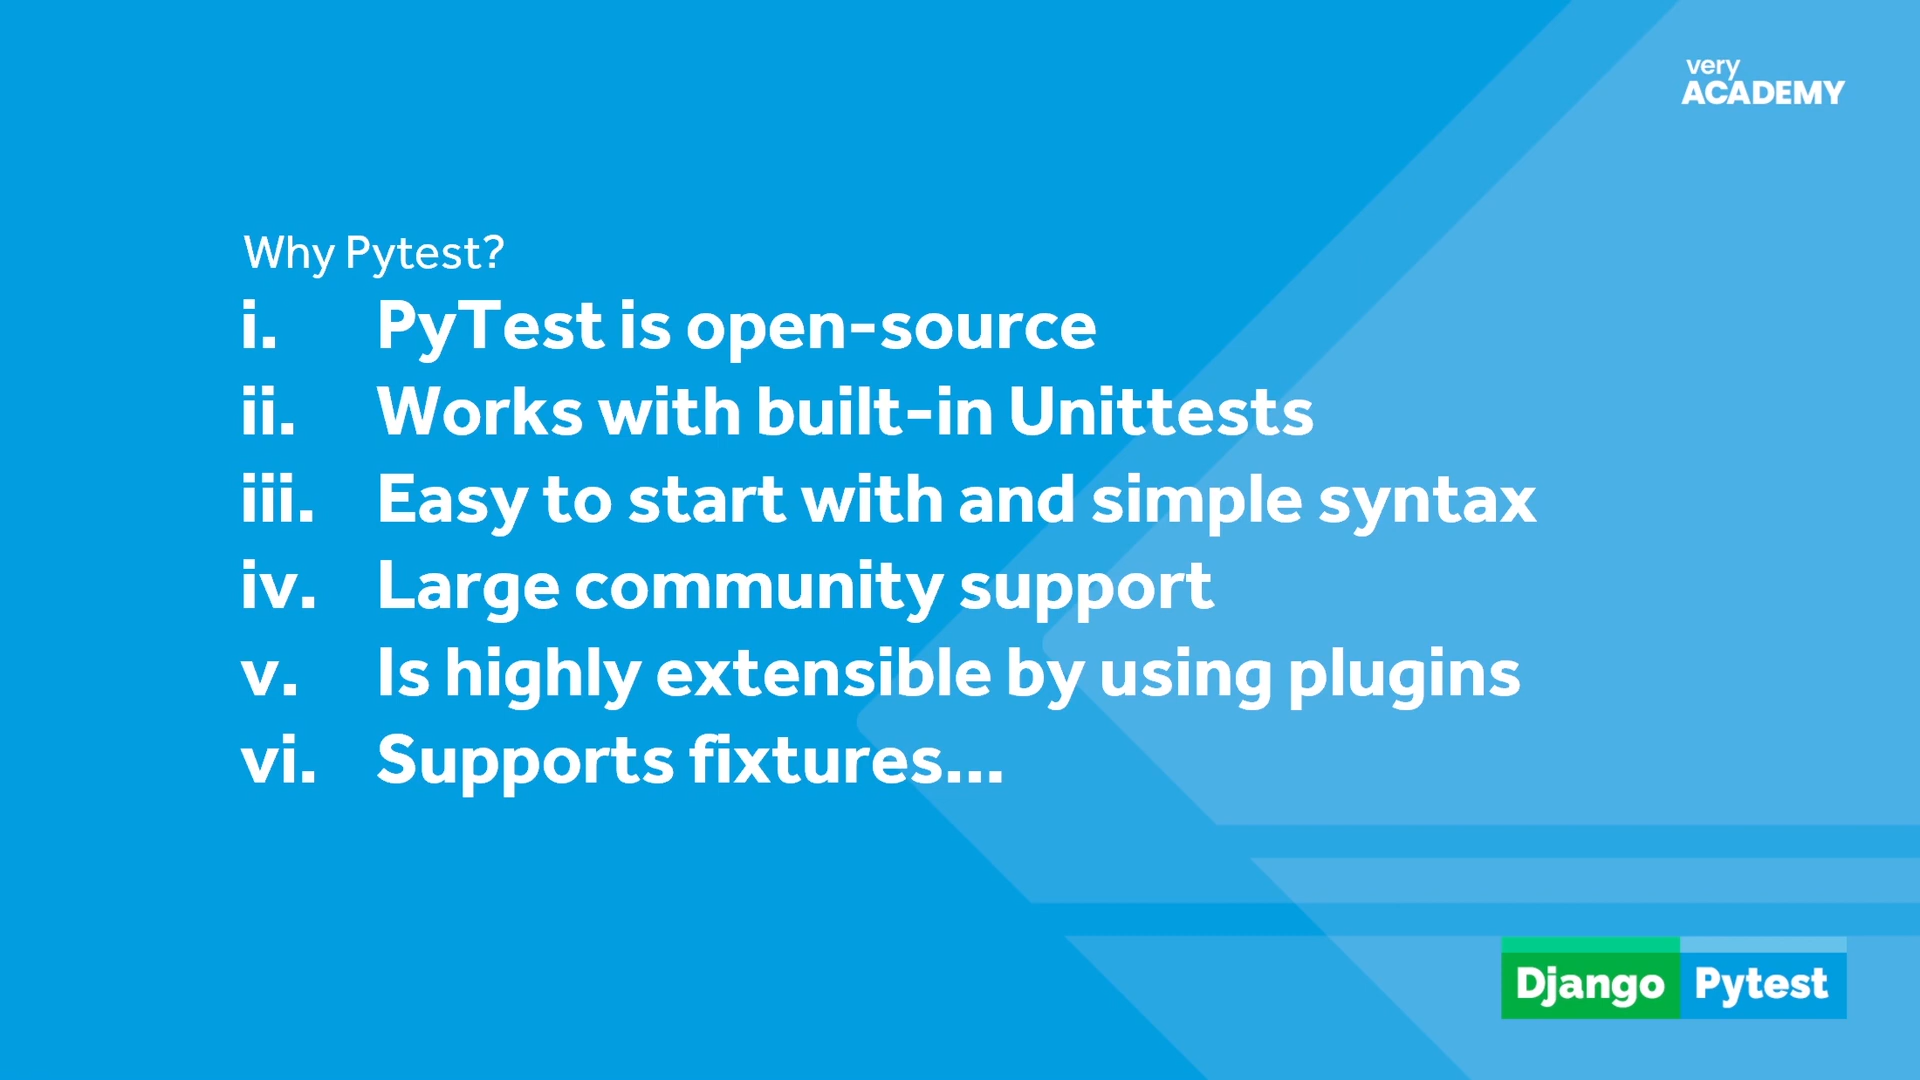 very
ACADEMY
Why Pytest?
i. PyTest is open-source
ii. Works with built-in Unittests
iii. Easy to start with and simple syntax
iv. Large community support
v. Is highly extensible by using plugins
vi. Supports fixtures...
Django Pytest